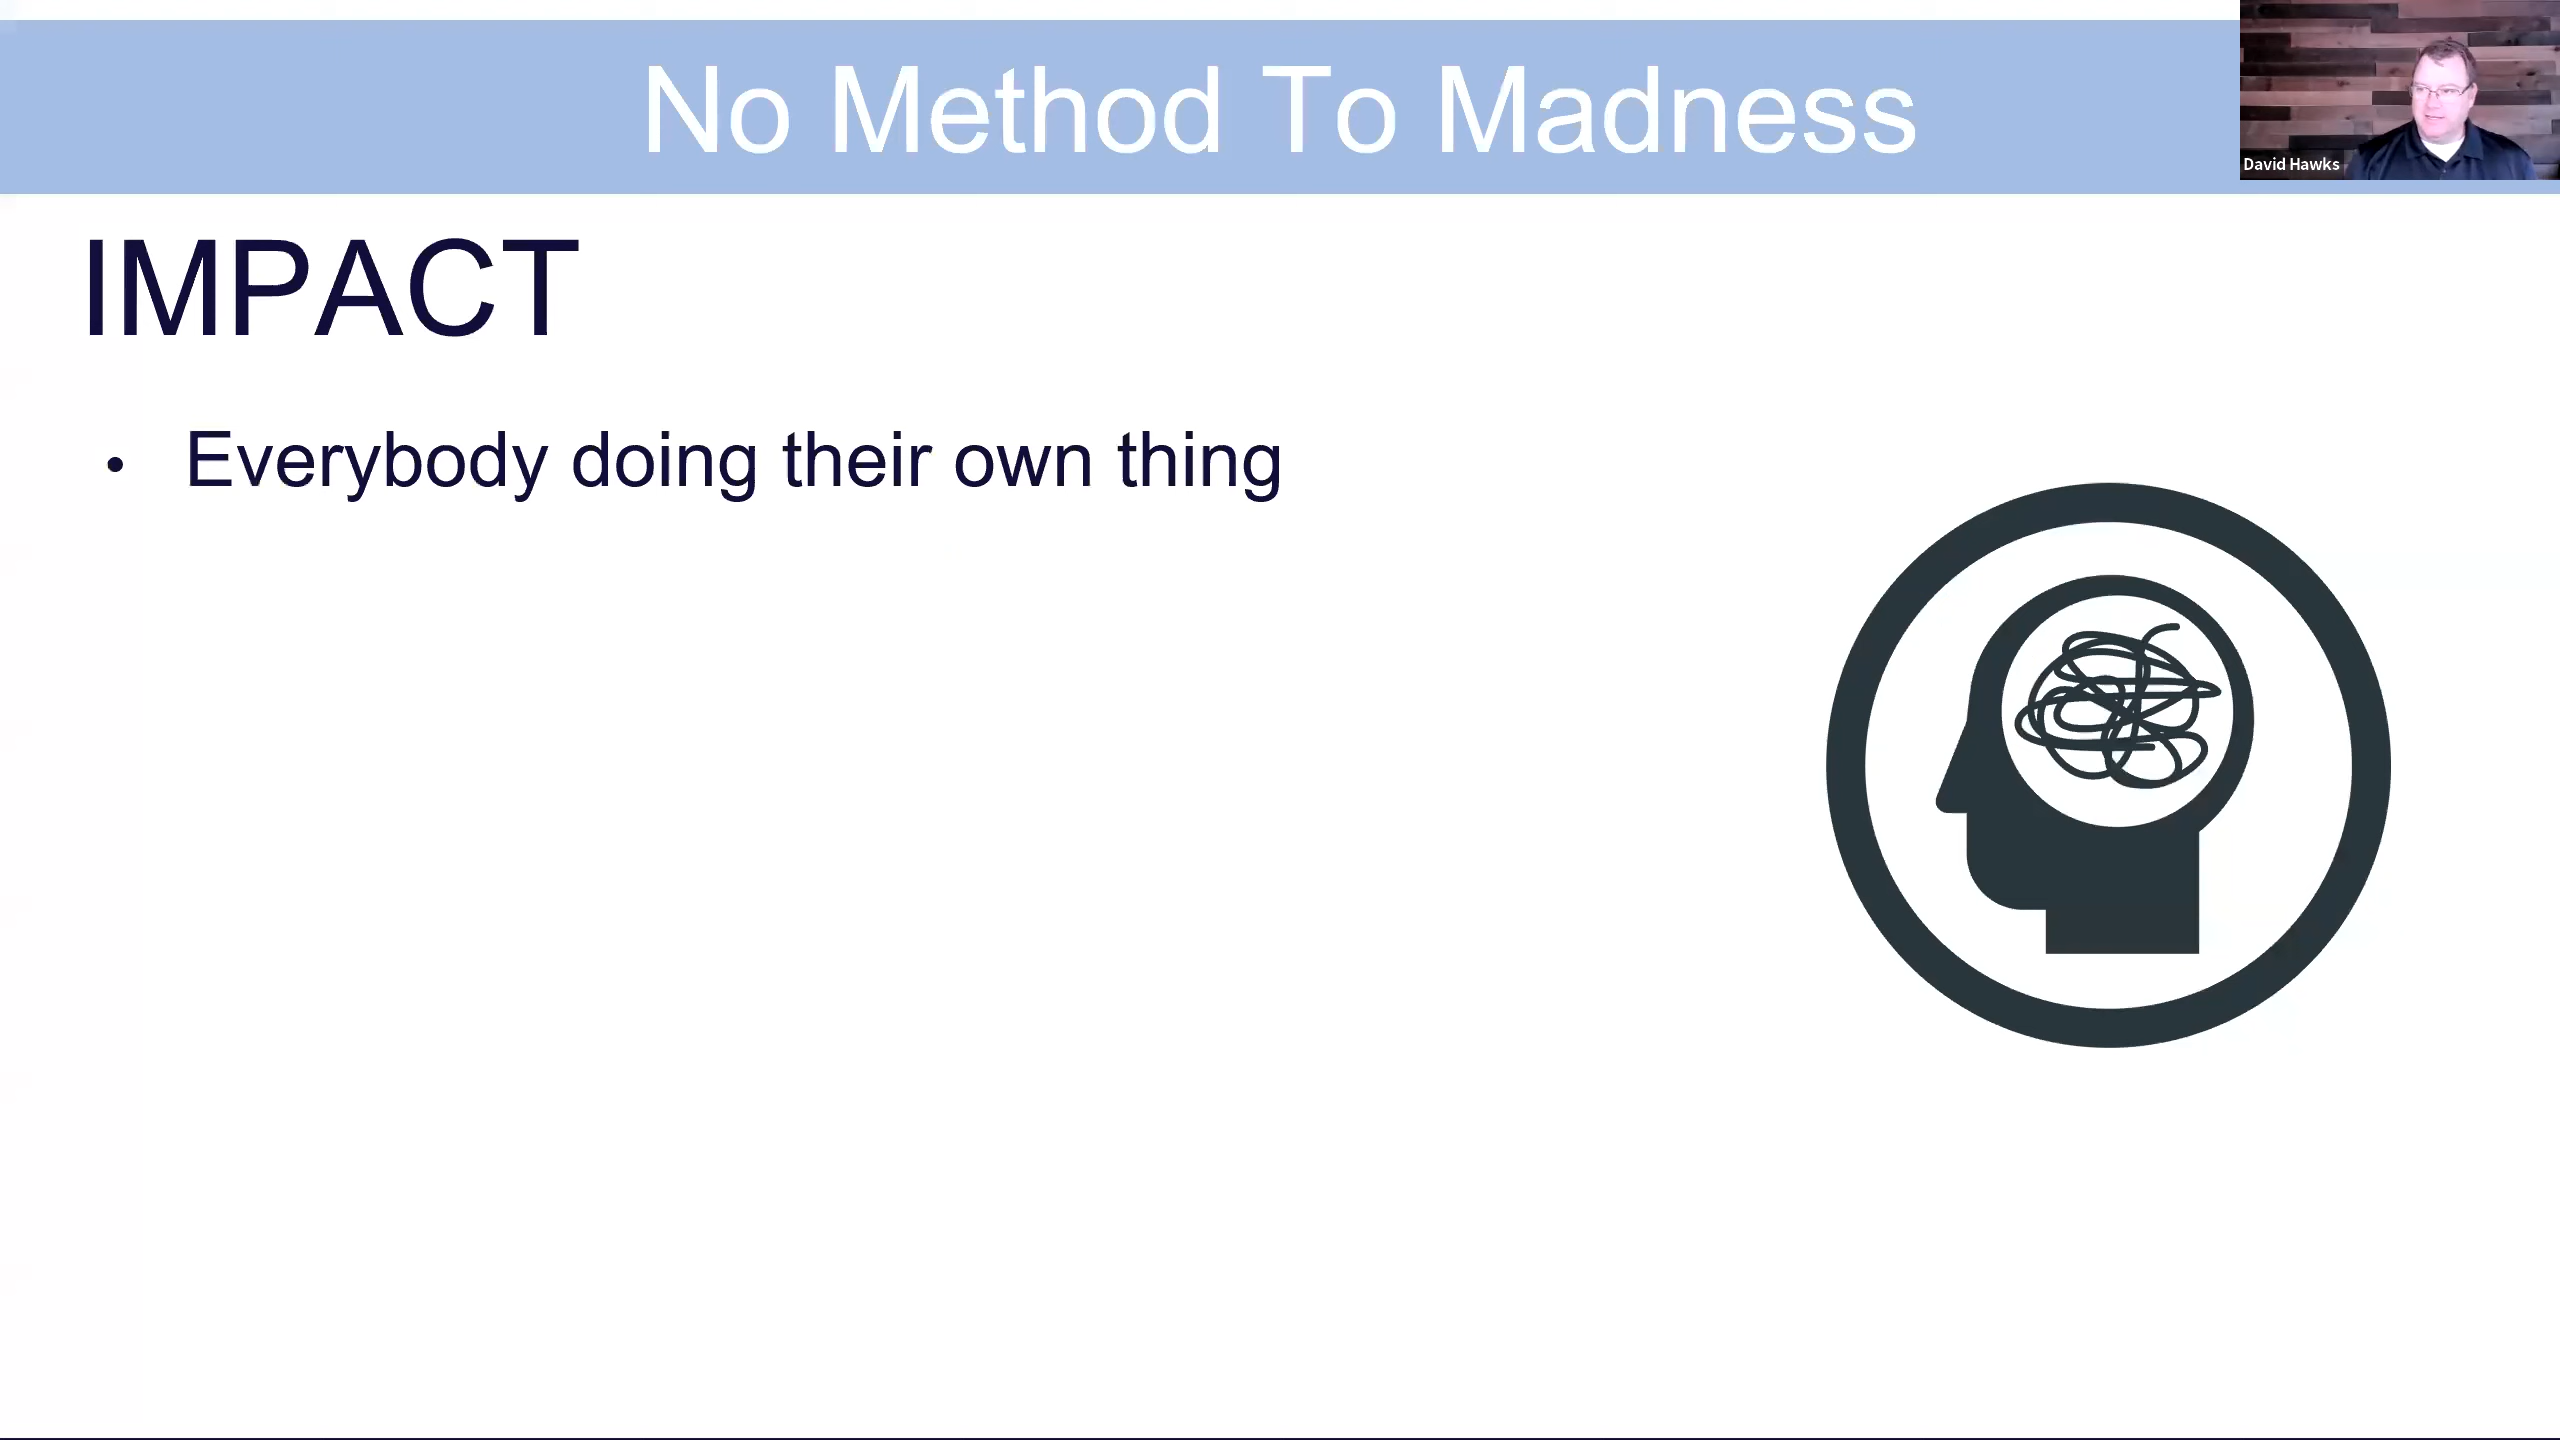 No Method To Madness
David Hawks
IMPACT
• Everybody doing their own thing